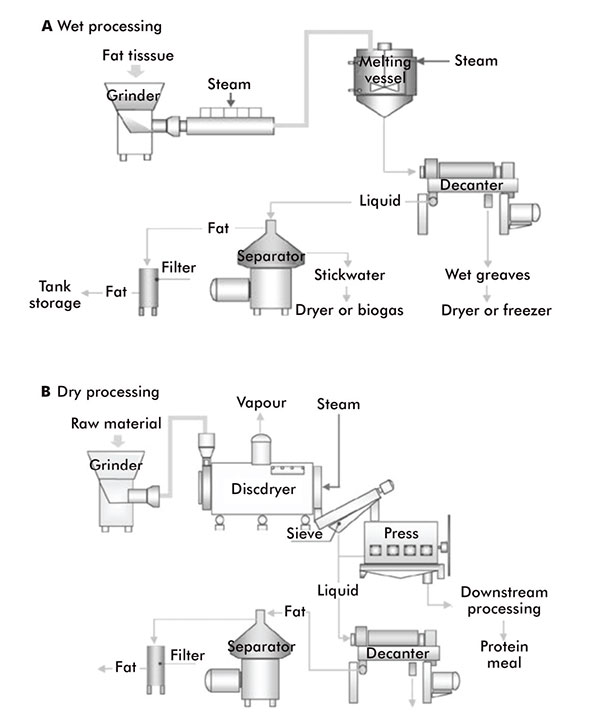 A Wet processing
Fat tisssue
Grinder
Steam
Melting
vessel
Steam
Decanter
Liquid
Fat
Separator
Stickwater
Dryer or biogas
Wet greaves
Dryer or freezer
Filter
Fat
Tank
storage
B Dry processing
Raw material
Grinder
Vapour
Steam
Discdryer
Sieve
Press
Liquid
Downstream
processing
Protein
meal
Decanter
Fat
Separator
Filter
Fat